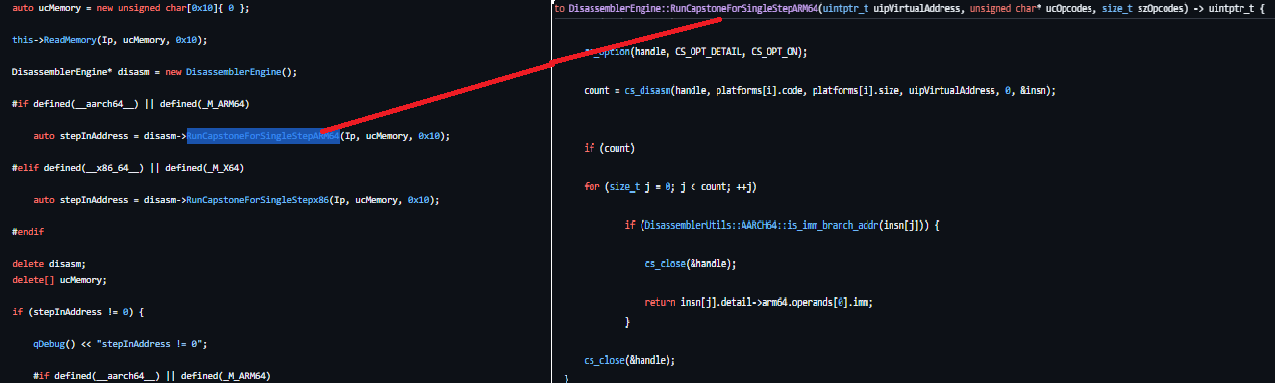 auto ucMemory = new unsigned char[0x10]{ 0 };
this->ReadMemory(Ip, ucMemory, 0x10);
DisassemblerEngine* disasm = new DisassemblerEngine();
#if defined(__aarch64__) || defined(_M_ARM64)
auto stepInAddress = disasm->RunCapstoneForSingleStepARM64(Ip, ucMemory, 0x10);
#elif defined(__x86_64__) || defined(_M_X64)
auto stepInAddress = disasm->RunCapstoneForSingleStepx86(Ip, ucMemory, 0x10);
#endif
delete disasm;
delete[] ucMemory;
if (stepInAddress != 0) {
qDebug() << "stepInAddress != 0";
#if defined(__aarch64__) || defined(_M_ARM64)
to DisassemblerEngine::RunCapstoneForSingleStepARM64(uintptr_t uipVirtualAddress, unsigned char* ucOpcodes, size_t szOpcodes) -> uintptr_t {
cs_option(handle, CS_OPT_DETAIL, CS_OPT_ON);
count = cs_disasm(handle, platforms[i].code, platforms[i].size, uipVirtualAddress, 0, &insn);
if (count)
for (size_t j = 0; j < count; ++j)
if (DisassemblerUtils::AARCH64::is_imm_branch_addr(insn[j])) {
cs_close(&handle);
return insn[j].detail->arm64.operands[0].imm;
}
cs_close(&handle);
}